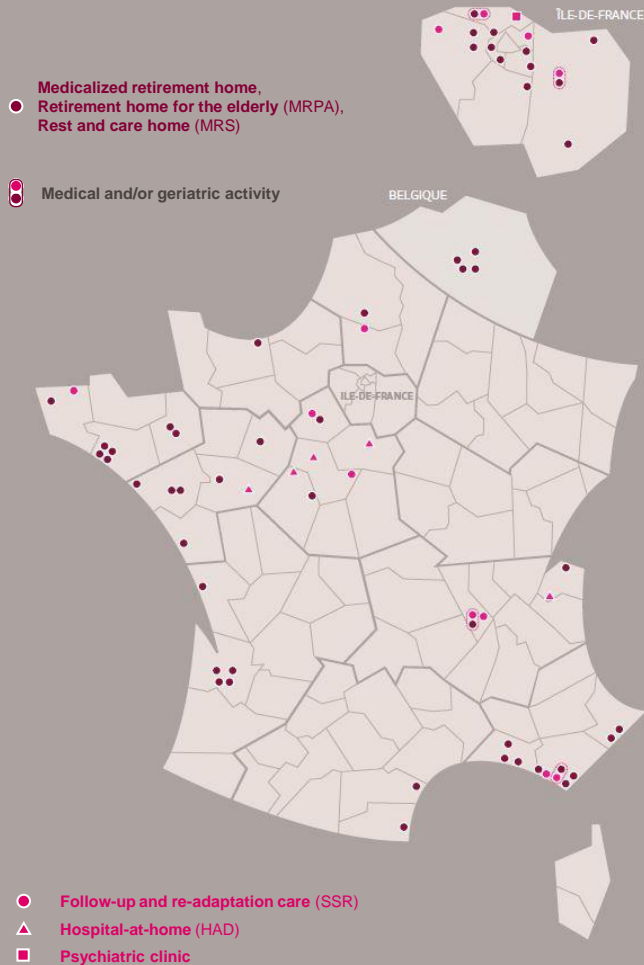 ÎLE-DE-FRANCE
Medicalized retirement home,
Retirement home for the elderly (MRPA),
Rest and care home (MRS)
Medical and/or geriatric activity
BELGIQUE
ILE-DE-FRANCE
Follow-up and re-adaptation care (SSR)
Hospital-at-home (HAD)
Psychiatric clinic